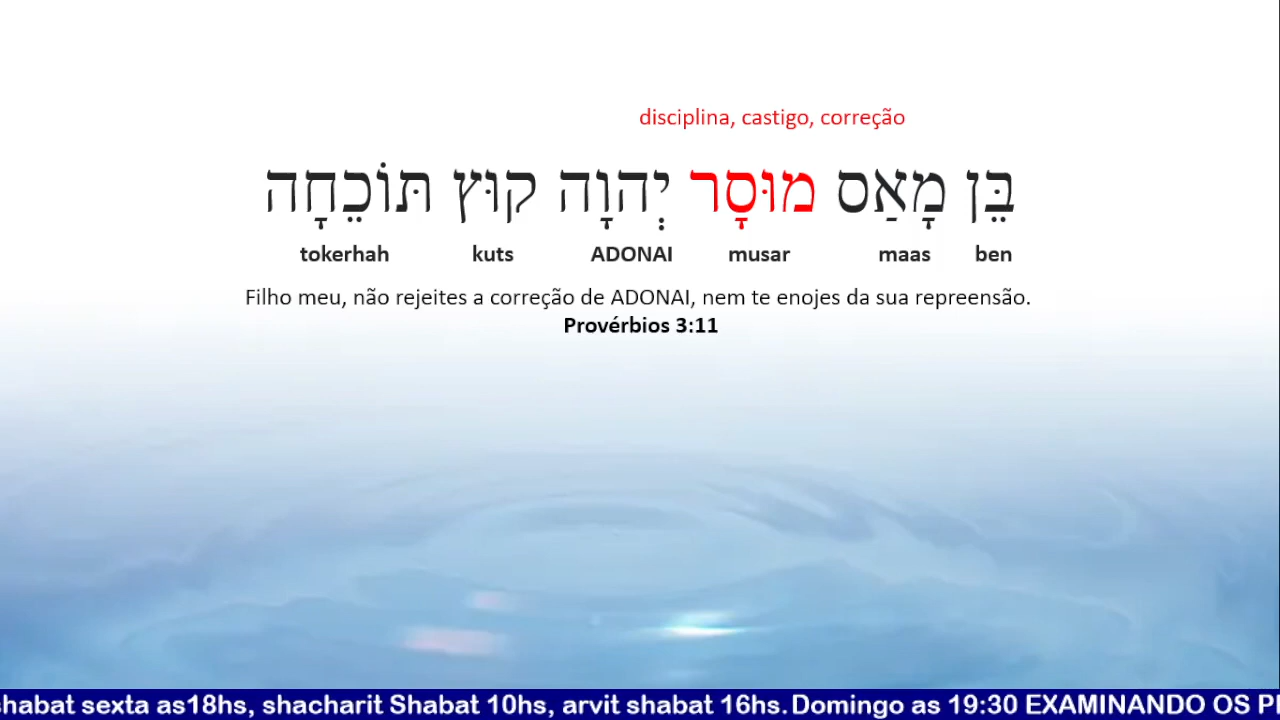 disciplina, castigo, correção
בֵּן מָאַס מוּסָר יְהוָה קוּץ תּוֹכֵחָה
tokerhah kuts ADONAI musar maas ben
Filho meu, não rejeites a correção de ADONAI, nem te enojes da sua repreensão.
Provérbios 3:11
shabat sexta as18hs, shacharit Shabat 10hs, arvit shabat 16hs. Domingo as 19:30 EXAMINANDO OS